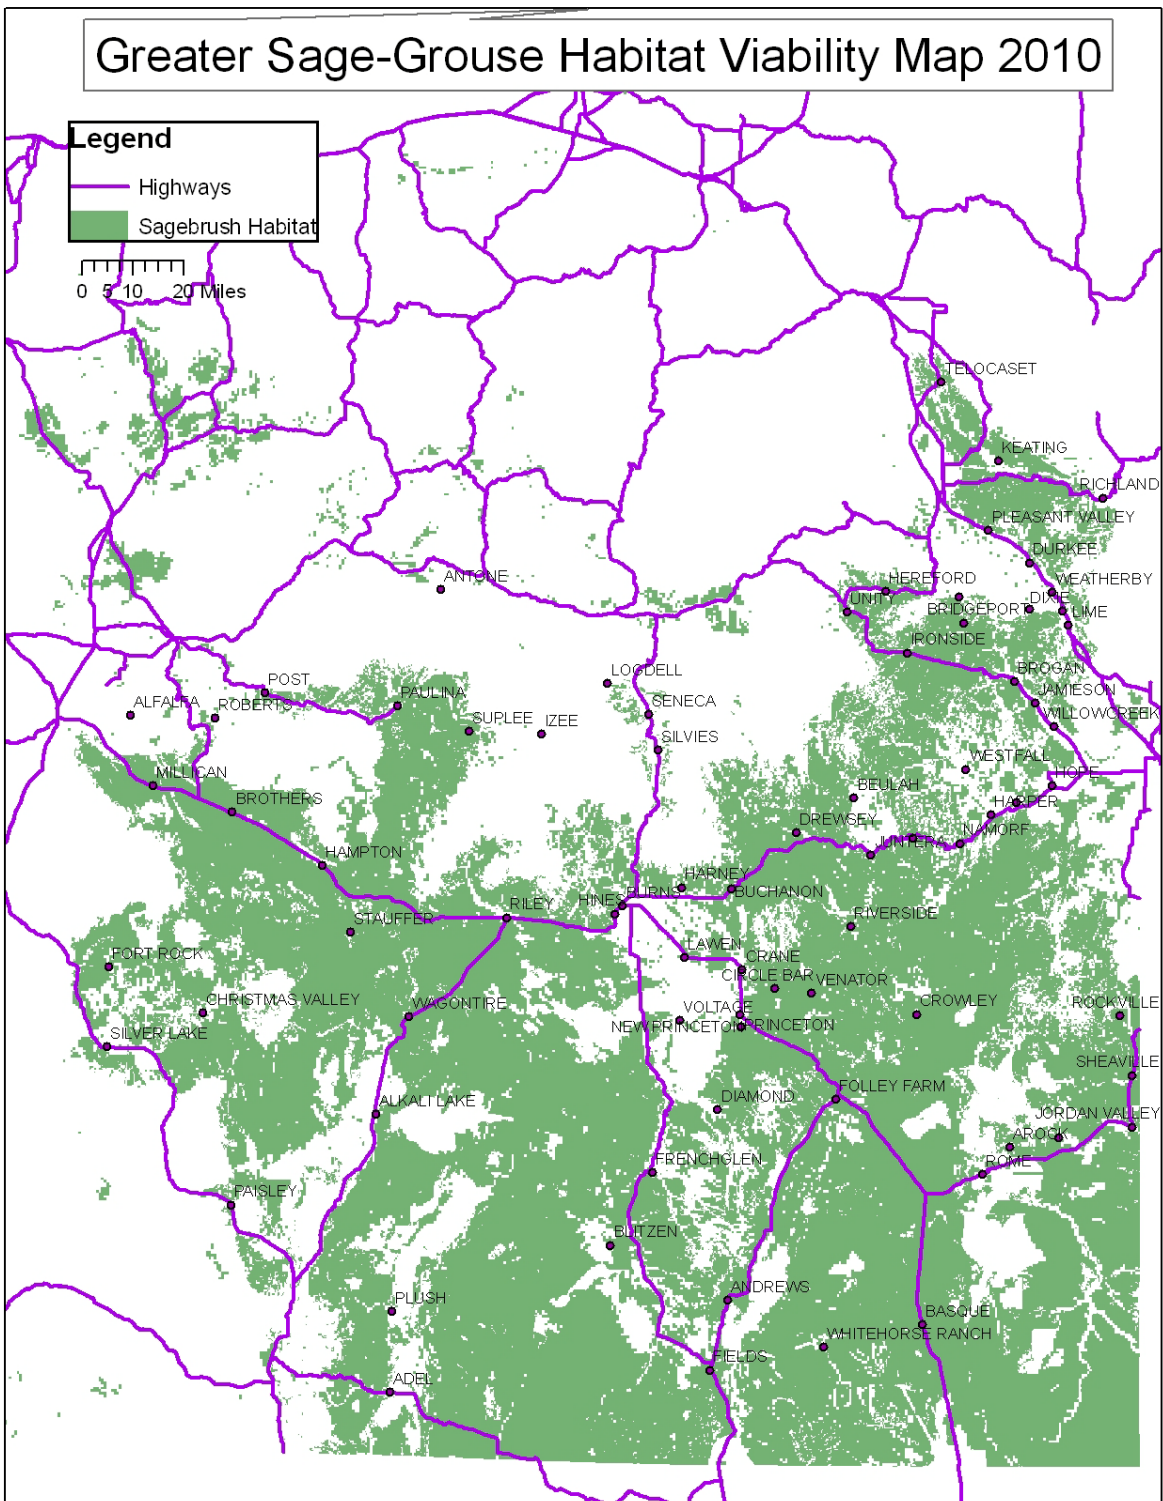 Greater Sage-Grouse Habitat Viability Map 2010
Legend
Highways
Sagebrush Habitat
0 5 10 20 Miles
TELOCASET
KEATING
RICHLAND
PLEASANT VALLEY
DURKEE
ANTONE
HEREFORD
WEATHERBY
UNITY
BRIDGEPORT
DIXIE
LIME
IRONSIDE
LOGDELL
BROGAN
POST
PAULINA
JAMIESON
ALFALFA
ROBERTS
SENECA
SUPLEE
IZEE
WILLOWCREEK
SILVIES
WESTFALL
MILLICAN
HOPE
BEULAH
BROTHERS
HARPER
DREWSEY
NAMORF
JUNTERA
HAMPTON
HARNEY
BURNS
BUCHANON
HINES
RILEY
STAUFFER
RIVERSIDE
LAWEN
FORT ROCK
CRANE
CIRCLE BAR
VENATOR
CHRISTMAS VALLEY
WAGONTIRE
VOLTAGE
CROWLEY
ROCKVILLE
NEW PRINCETON
PRINCETON
SILVER LAKE
SHEAVILLE
FOLLEY FARM
ALKALI LAKE
DIAMOND
JORDAN VALLEY
AROCK
FRENCHGLEN
ROME
PAISLEY
BLITZEN
ANDREWS
PLUSH
BASQUE
WHITEHORSE RANCH
FIELDS
ADEL